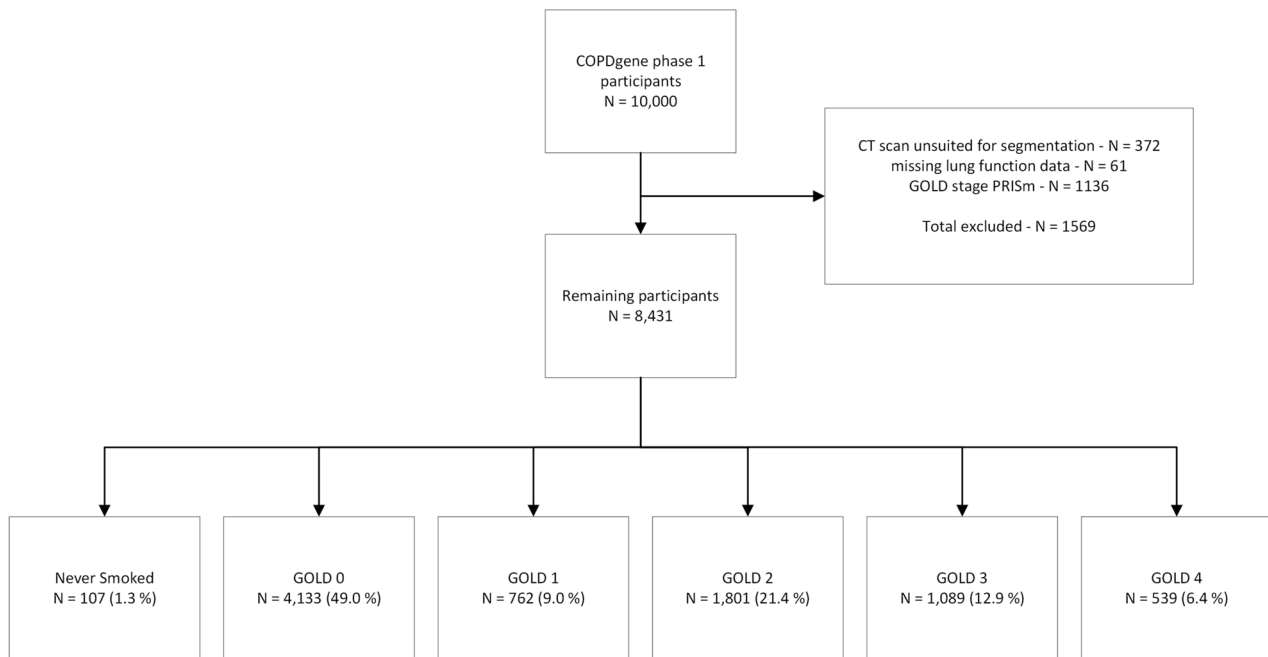 COPDgene phase 1
participants
N = 10,000
CT scan unsuited for segmentation - N = 372
missing lung function data - N = 61
GOLD stage PRISm - N = 1136
Total excluded - N = 1569
Remaining participants
N = 8,431
Never Smoked
N = 107 (1.3 %)
GOLD 0
N = 4,133 (49.0 %)
GOLD 1
N = 762 (9.0 %)
GOLD 2
N = 1,801 (21.4 %)
GOLD 3
N = 1,089 (12.9 %)
GOLD 4
N = 539 (6.4 %)